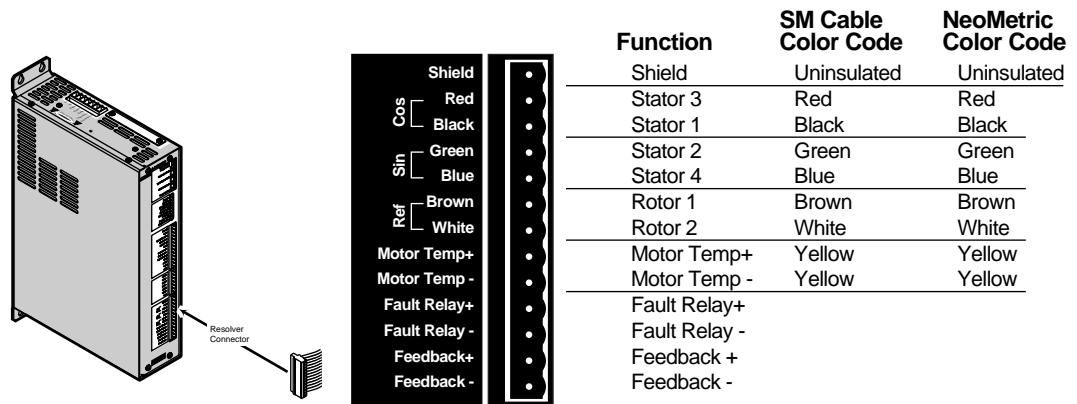 Resolver
Connector
Shield
Cos
Red
Black
Sin
Green
Blue
Ref
Brown
White
Motor Temp+
Motor Temp -
Fault Relay+
Fault Relay -
Feedback+
Feedback -
Function SM Cable Color Code NeoMetric Color Code
Shield Uninsulated Uninsulated
Stator 3 Red Red
Stator 1 Black Black
Stator 2 Green Green
Stator 4 Blue Blue
Rotor 1 Brown Brown
Rotor 2 White White
Motor Temp+ Yellow Yellow
Motor Temp - Yellow Yellow
Fault Relay+
Fault Relay -
Feedback +
Feedback -